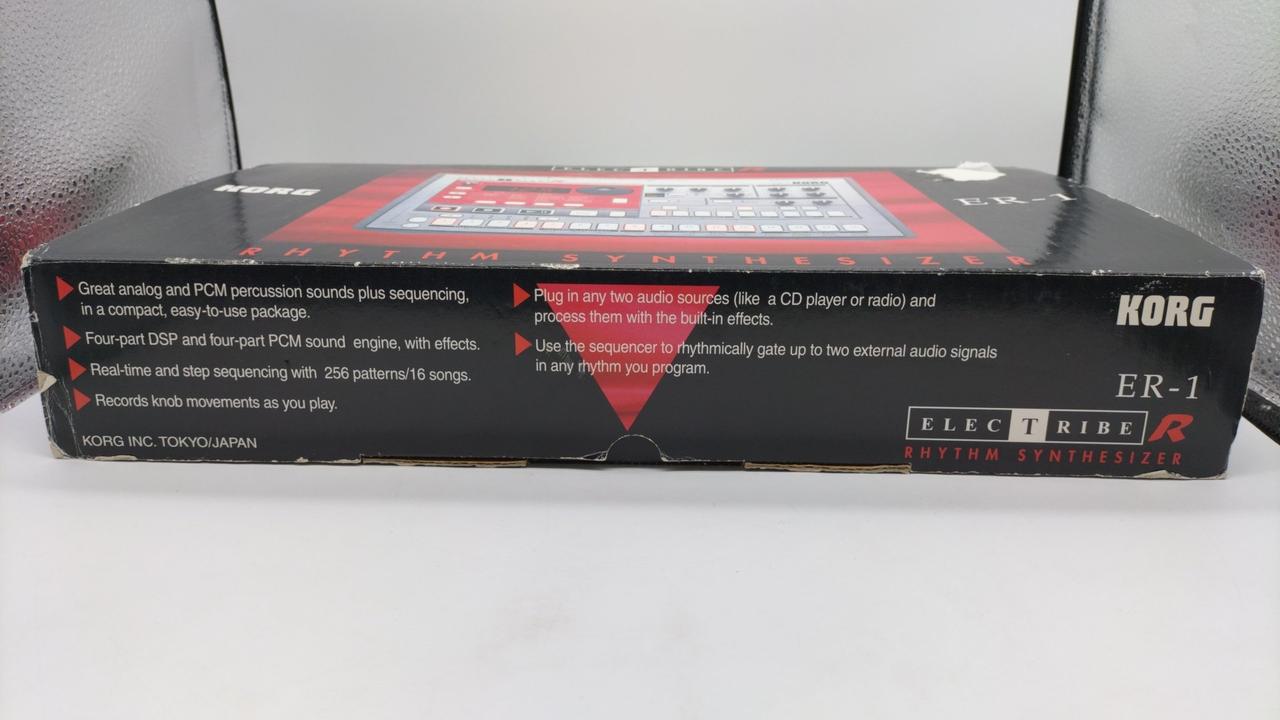 ELECTRIBE R
KORG
KORG
ER-1
RHYTHM SYNTHESIZER
Great analog and PCM percussion sounds plus sequencing,
in a compact, easy-to-use package.
Four-part DSP and four-part PCM sound engine, with effects.
Real-time and step sequencing with 256 patterns/16 songs.
Records knob movements as you play.
KORG INC. TOKYO/JAPAN
Plug in any two audio sources (like a CD player or radio) and
process them with the built-in effects.
Use the sequencer to rhythmically gate up to two external audio signals
in any rhythm you program.
KORG
ER-1
ELECTRIBE R
RHYTHM SYNTHESIZER